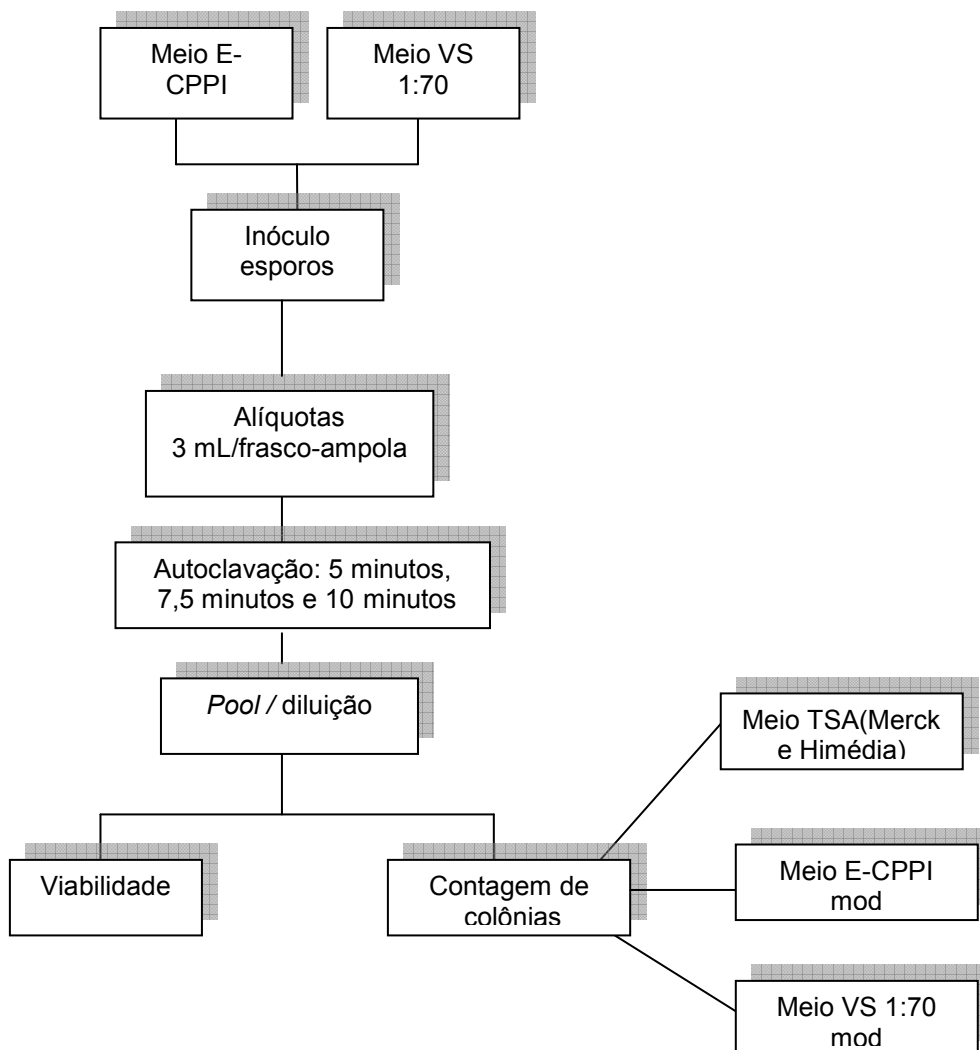 Meio E-
CPPI
Meio VS
1:70
Inóculo
esporos
Alíquotas
3 mL/frasco-ampola
Autoclavação: 5 minutos,
7,5 minutos e 10 minutos
Pool / diluição
Viabilidade
Contagem de
colônias
Meio TSA(Merck
e Himédia)
Meio E-CPPI
mod
Meio VS 1:70
mod